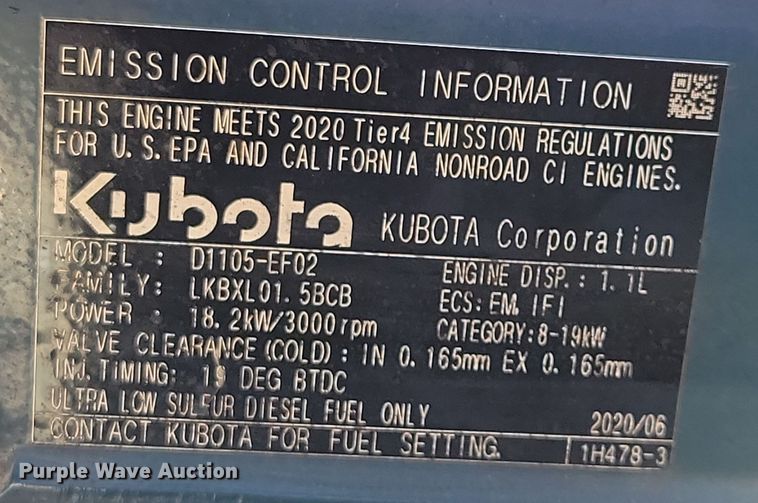 EMISSION CONTROL INFORMATION
THIS ENGINE MEETS 2020 Tier4 EMISSION REGULATIONS
FOR U.S.EPA AND CALIFORNIA NONROAD CI ENGINES.
Kubota KUBOTA Corporation
MODEL : D1105-EF02 ENGINE DISP.: 1.1L
FAMILY: LKBXL01.5BCB ECS: EM, IFI
POWER : 18.2kW/3000rpm CATEGORY:8-19kW
VALVE CLEARANCE(COLD) : IN 0.165mm EX 0.165mm
INJ.TIMING: 19 DEG BTDC
ULTRA LOW SULFUR DIESEL FUEL ONLY 2020/06
CONTACT KUBOTA FOR FUEL SETTING. 1H478-3
Purple Wave Auction